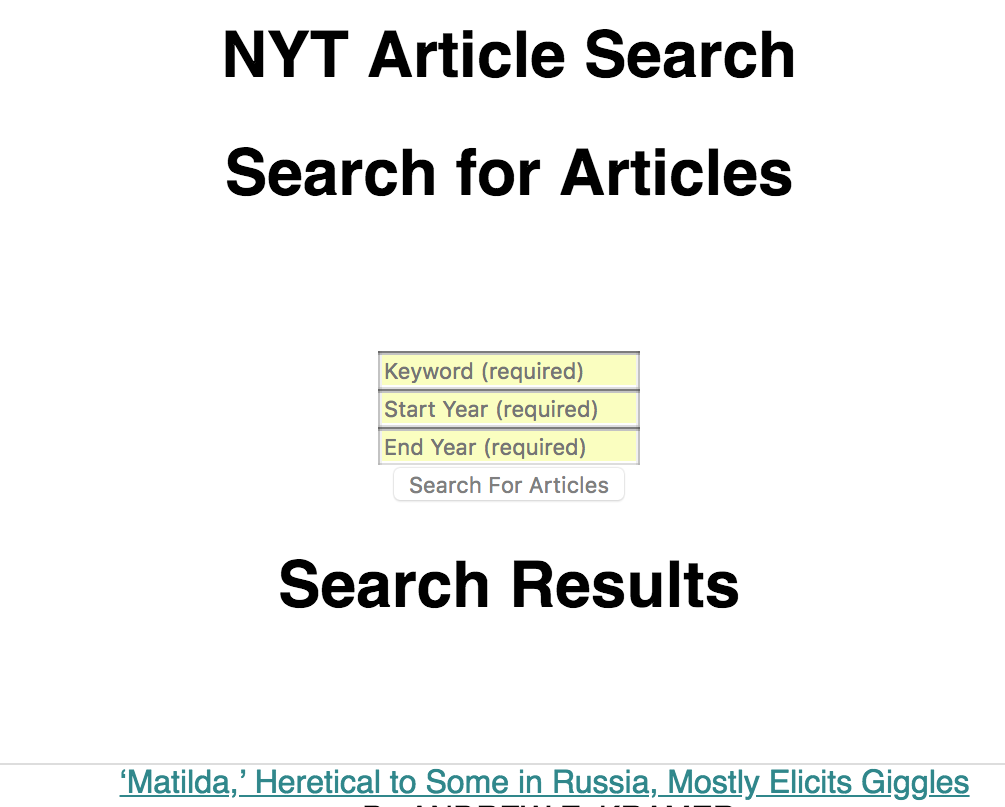 NYT Article Search
Search for Articles
Keyword (required)
Start Year (required)
End Year (required)
Search For Articles
Search Results
‘Matilda,’ Heretical to Some in Russia, Mostly Elicits Giggles